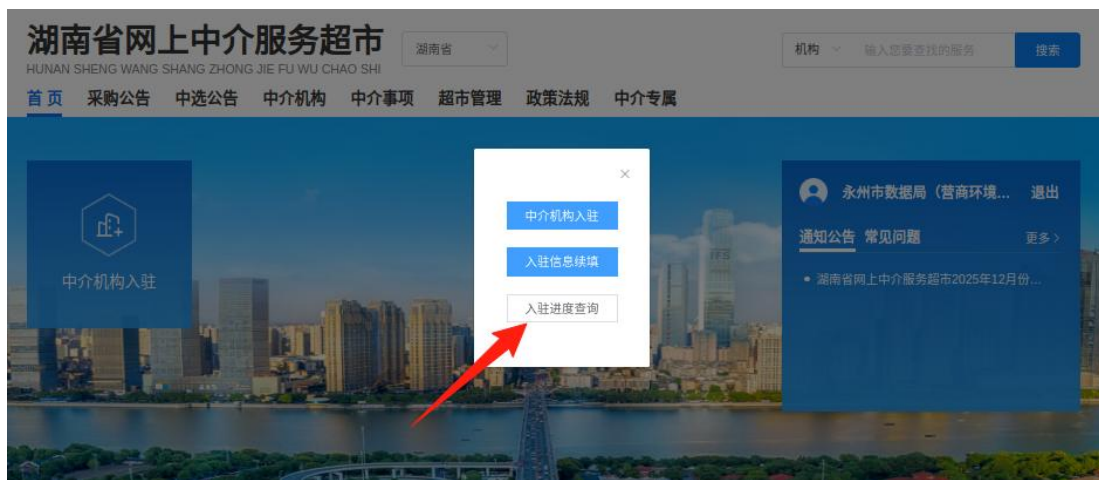 湖南省网上中介服务超市
HUNAN SHENG WANG SHANG ZHONG JIE FU WU CHAO SHI
湖南省
机构 输入您要查找的服务 搜索
首页 采购公告 中选公告 中介机构 中介事项 超市管理 政策法规 中介专属
中介机构入驻
×
中介机构入驻
入驻信息续填
入驻进度查询
永州市数据局（营商环境... 退出
通知公告 常见问题 更多>
• 湖南省网上中介服务超市2025年12月份...
IFS